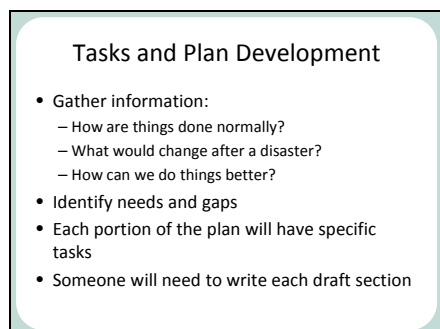 Tasks and Plan Development
• Gather information:
– How are things done normally?
– What would change after a disaster?
– How can we do things better?
• Identify needs and gaps
• Each portion of the plan will have specific
tasks
• Someone will need to write each draft section